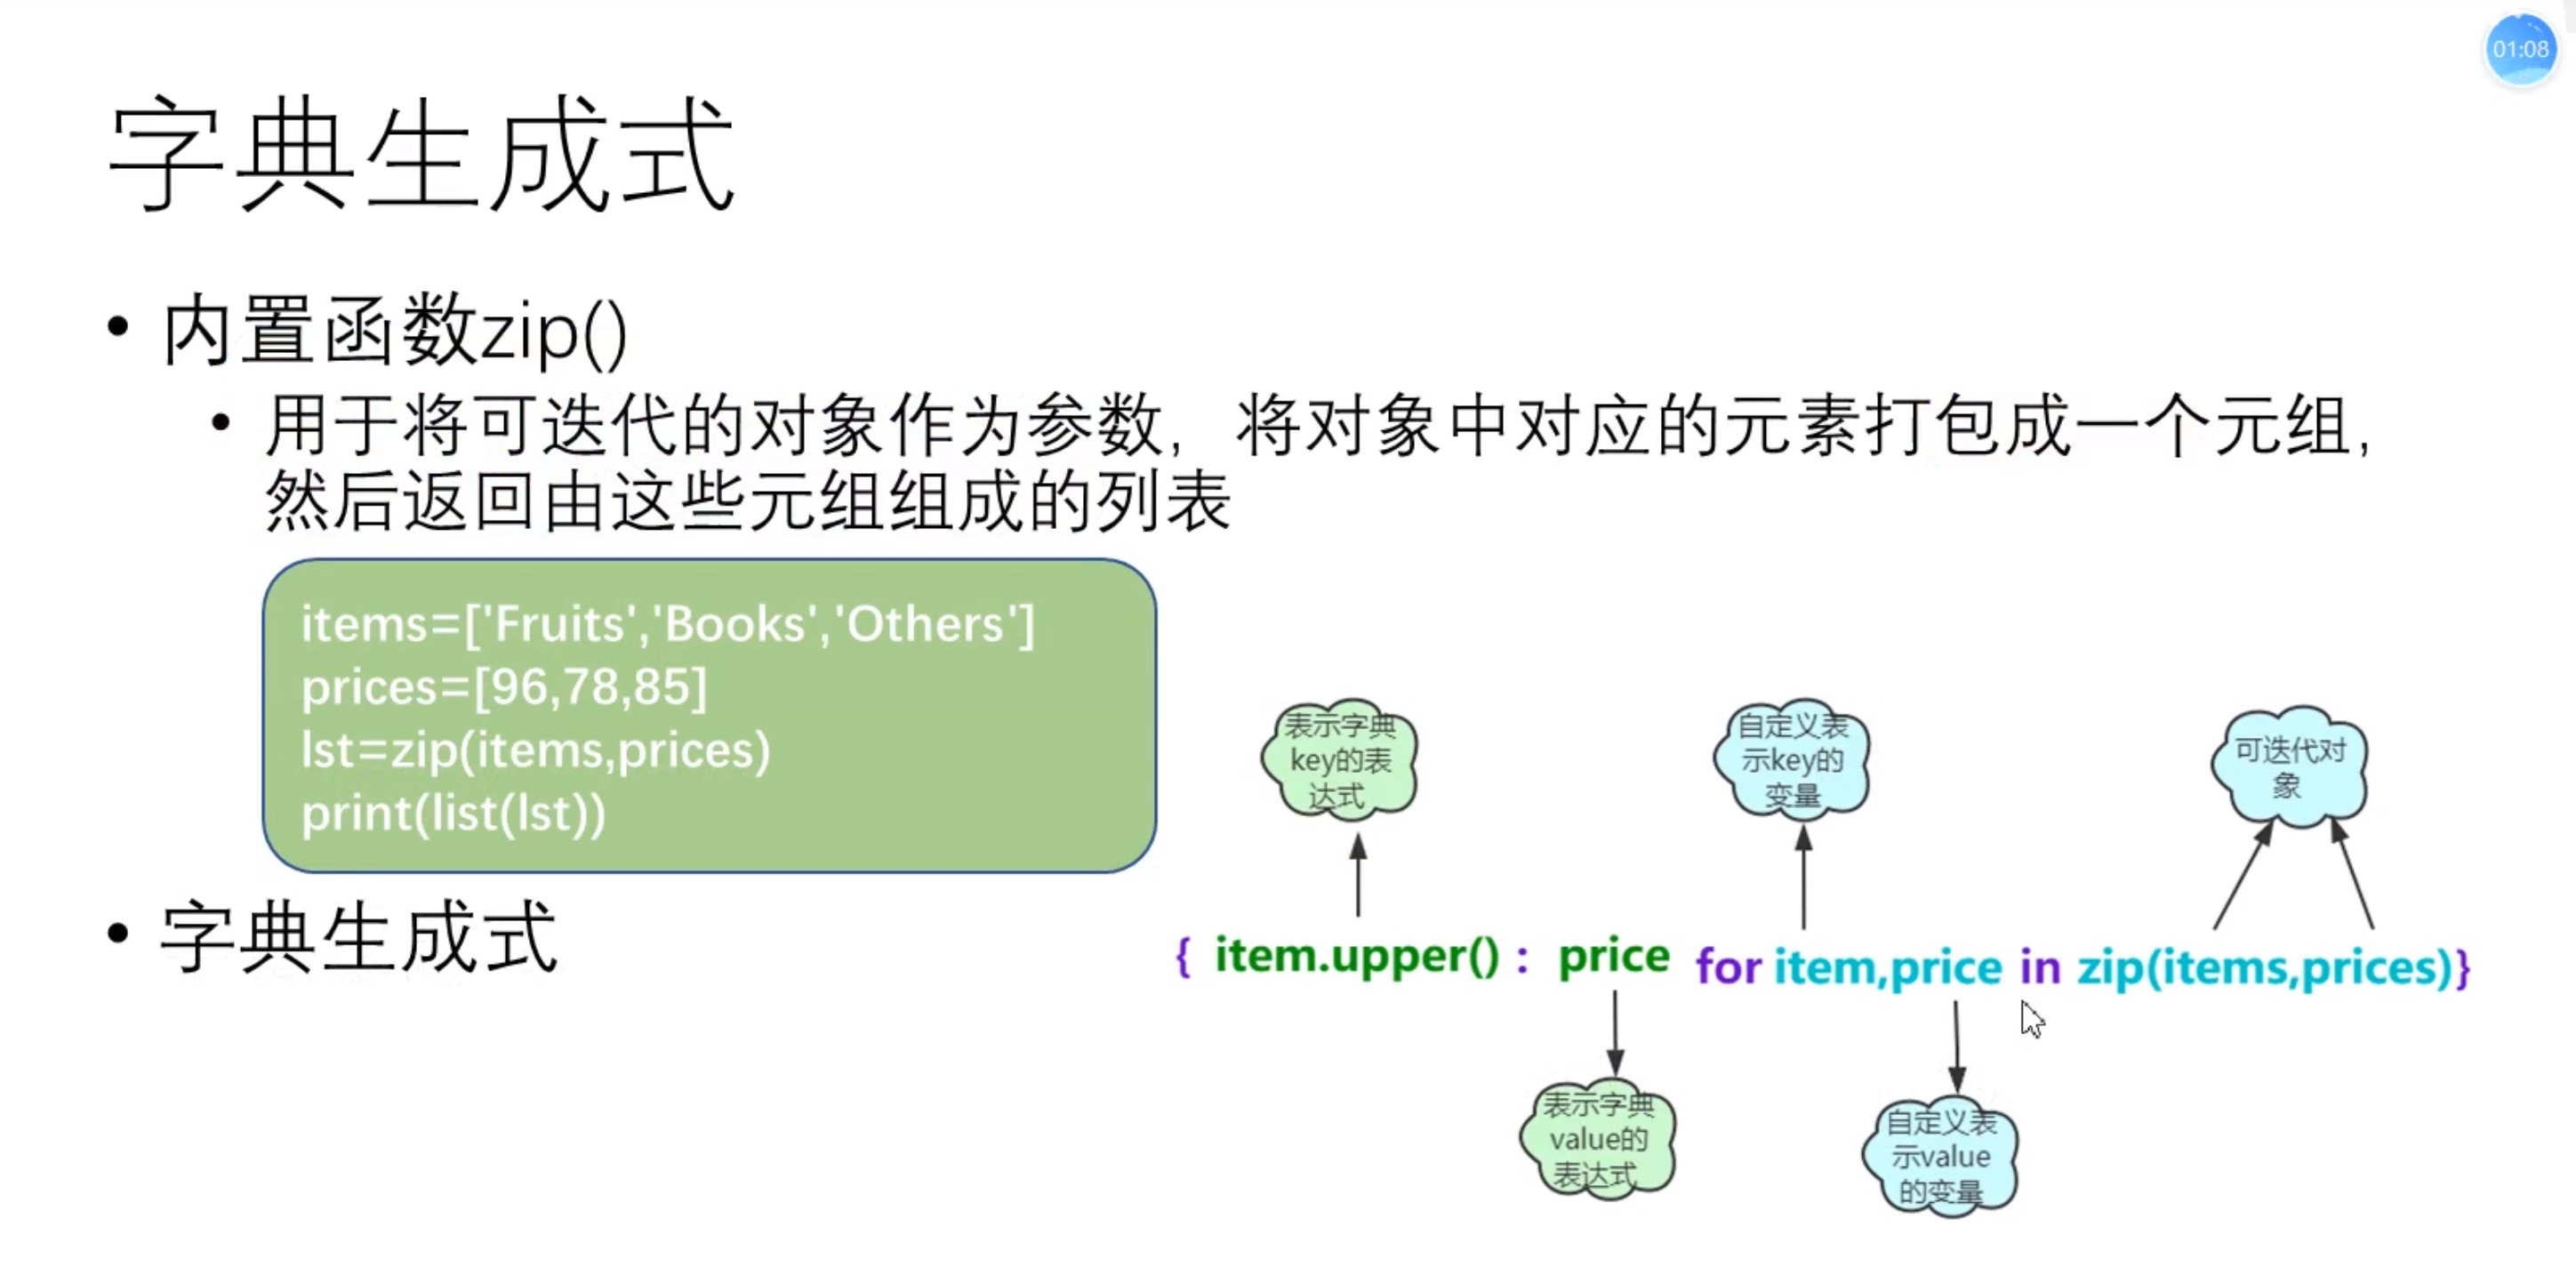 01:08
字典生成式
• 内置函数zip()
• 用于将可迭代的对象作为参数，将对象中对应的元素打包成一个元组，
然后返回由这些元组组成的列表
items=['Fruits','Books','Others']
prices=[96,78,85]
lst=zip(items,prices)
print(list(lst))
• 字典生成式
表示字典
key的表
达式
自定义表
示key的
变量
可迭代对
象
{ item.upper() : price for item,price in zip(items,prices)}
表示字典
value的
表达式
自定义表
示value
的变量